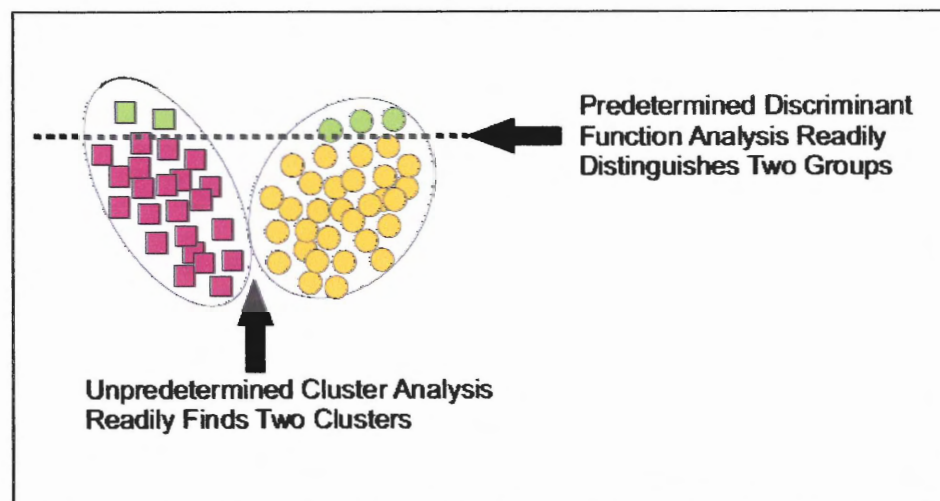 Predetermined Discriminant
Function Analysis Readily
Distinguishes Two Groups
Unpredetermined Cluster Analysis
Readily Finds Two Clusters